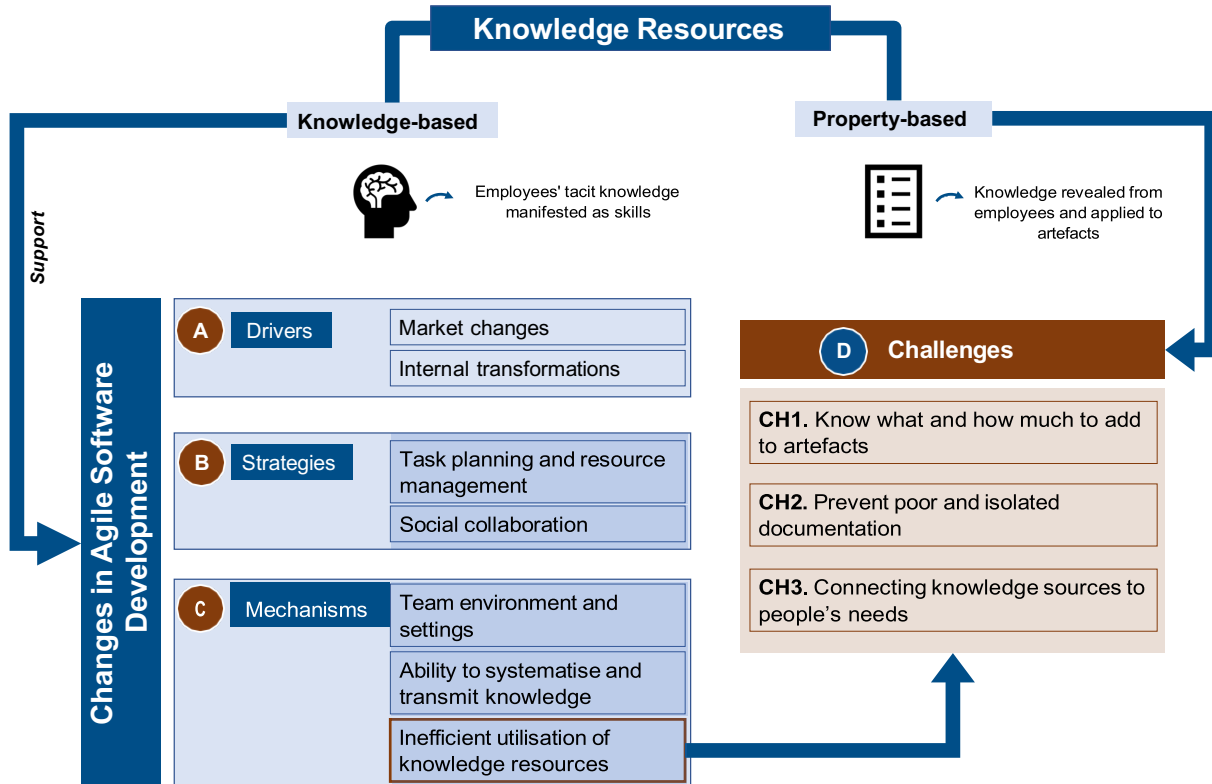 Knowledge Resources
Knowledge-based
Property-based
Employees' tacit knowledge
manifested as skills
Knowledge revealed from
employees and applied to
artefacts
Support
Changes in Agile Software
Development
A
Drivers
Market changes
Internal transformations
B
Strategies
Task planning and resource
management
Social collaboration
C
Mechanisms
Team environment and
settings
Ability to systematise and
transmit knowledge
Inefficient utilisation of
knowledge resources
D
Challenges
CH1. Know what and how much to add
to artefacts
CH2. Prevent poor and isolated
documentation
CH3. Connecting knowledge sources to
people’s needs